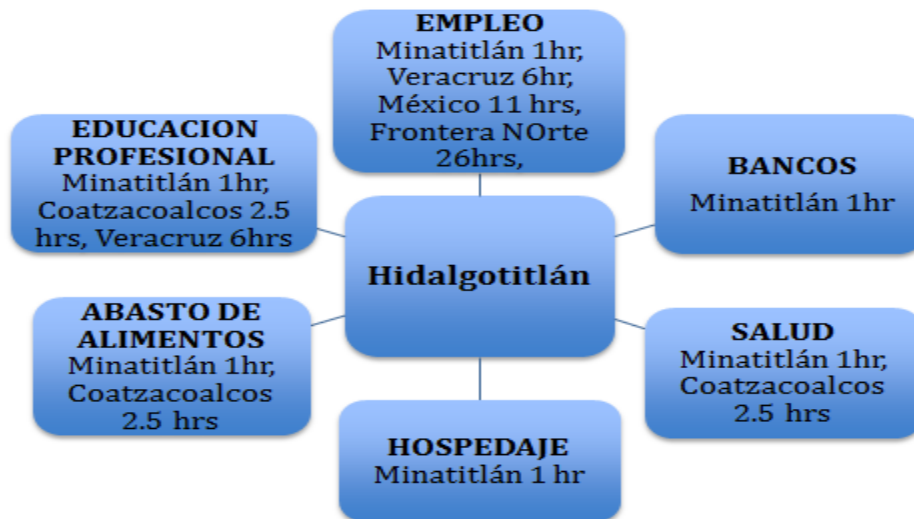 EMPLEO
Minatitlán 1hr,
Veracruz 6hr,
México 11 hrs,
Frontera NOrte
26hrs,
EDUCACION
PROFESIONAL
Minatitlán 1hr,
Coatzacoalcos 2.5
hrs, Veracruz 6hrs
BANCOS
Minatitlán 1hr
Hidalgotitlán
ABASTO DE
ALIMENTOS
Minatitlán 1hr,
Coatzacoalcos
2.5 hrs
SALUD
Minatitlán 1hr,
Coatzacoalcos
2.5 hrs
HOSPEDAJE
Minatitlán 1 hr